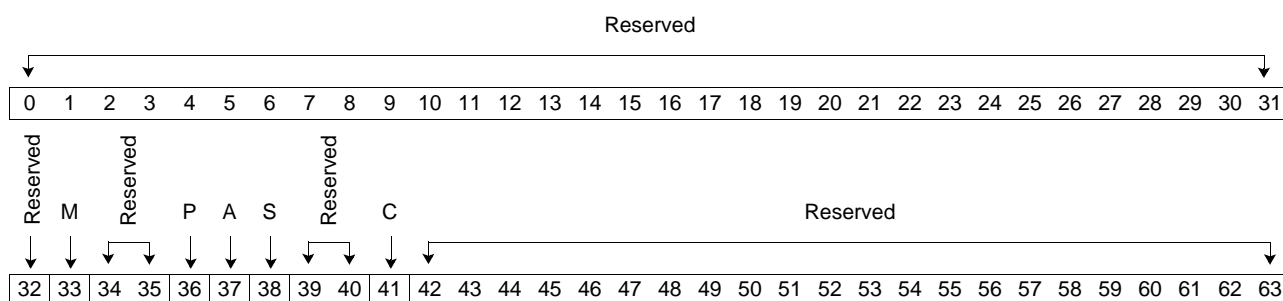 Reserved
0 1 2 3 4 5 6 7 8 9 10 11 12 13 14 15 16 17 18 19 20 21 22 23 24 25 26 27 28 29 30 31
Reserved M Reserved P A S Reserved C Reserved
32 33 34 35 36 37 38 39 40 41 42 43 44 45 46 47 48 49 50 51 52 53 54 55 56 57 58 59 60 61 62 63